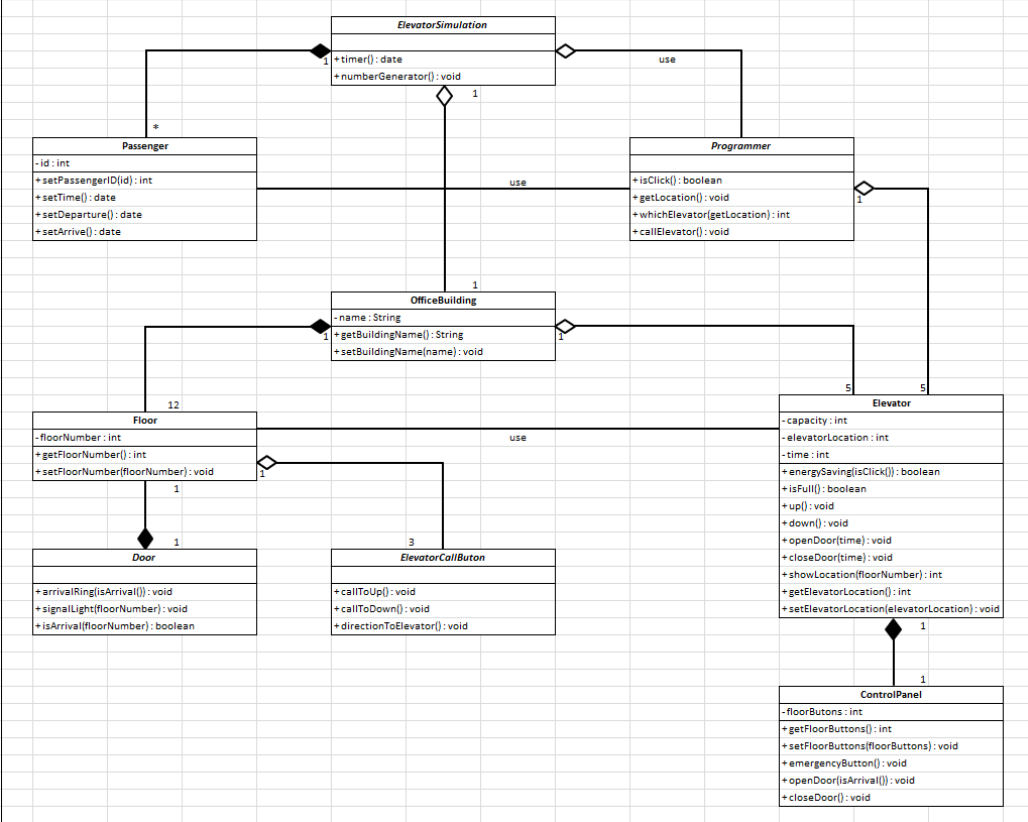 ElevatorSimulation
+timer() : date
+numberGenerator() : void
1
use
1
*
Passenger
-id : int
+setPassengerID(id) : int
+setTime() : date
+setDeparture() : date
+setArrive() : date
use
Programmer
+isClick() : boolean
+getLocation() : void
+whichElevator(getLocation) : int
+callElevator() : void
1
1
OfficeBuilding
-name : String
+getBuildingName() : String
+setBuildingName(name) : void
1
1
5
5
12
Floor
-floorNumber : int
+getFloorNumber() : int
+setFloorNumber(floorNumber) : void
1
1
use
Elevator
-capacity : int
-elevatorLocation : int
-time : int
+energySaving(isClick()) : boolean
+isFull() : boolean
+up() : void
+down() : void
+openDoor(time) : void
+closeDoor(time) : void
+showLocation(floorNumber) : int
+getElevatorLocation() : int
+setElevatorLocation(elevatorLocation) : void
1
3
Door
+arrivalRing(isArrival()) : void
+signalLight(floorNumber) : void
+isArrival(floorNumber) : boolean
ElevatorCallButon
+callToUp() : void
+callToDown() : void
+directionToElevator() : void
1
1
ControlPanel
-floorButons : int
+getFloorButtons() : int
+setFloorButtons(floorButtons) : void
+emergencyButton() : void
+openDoor(isArrival()) : void
+closeDoor() : void